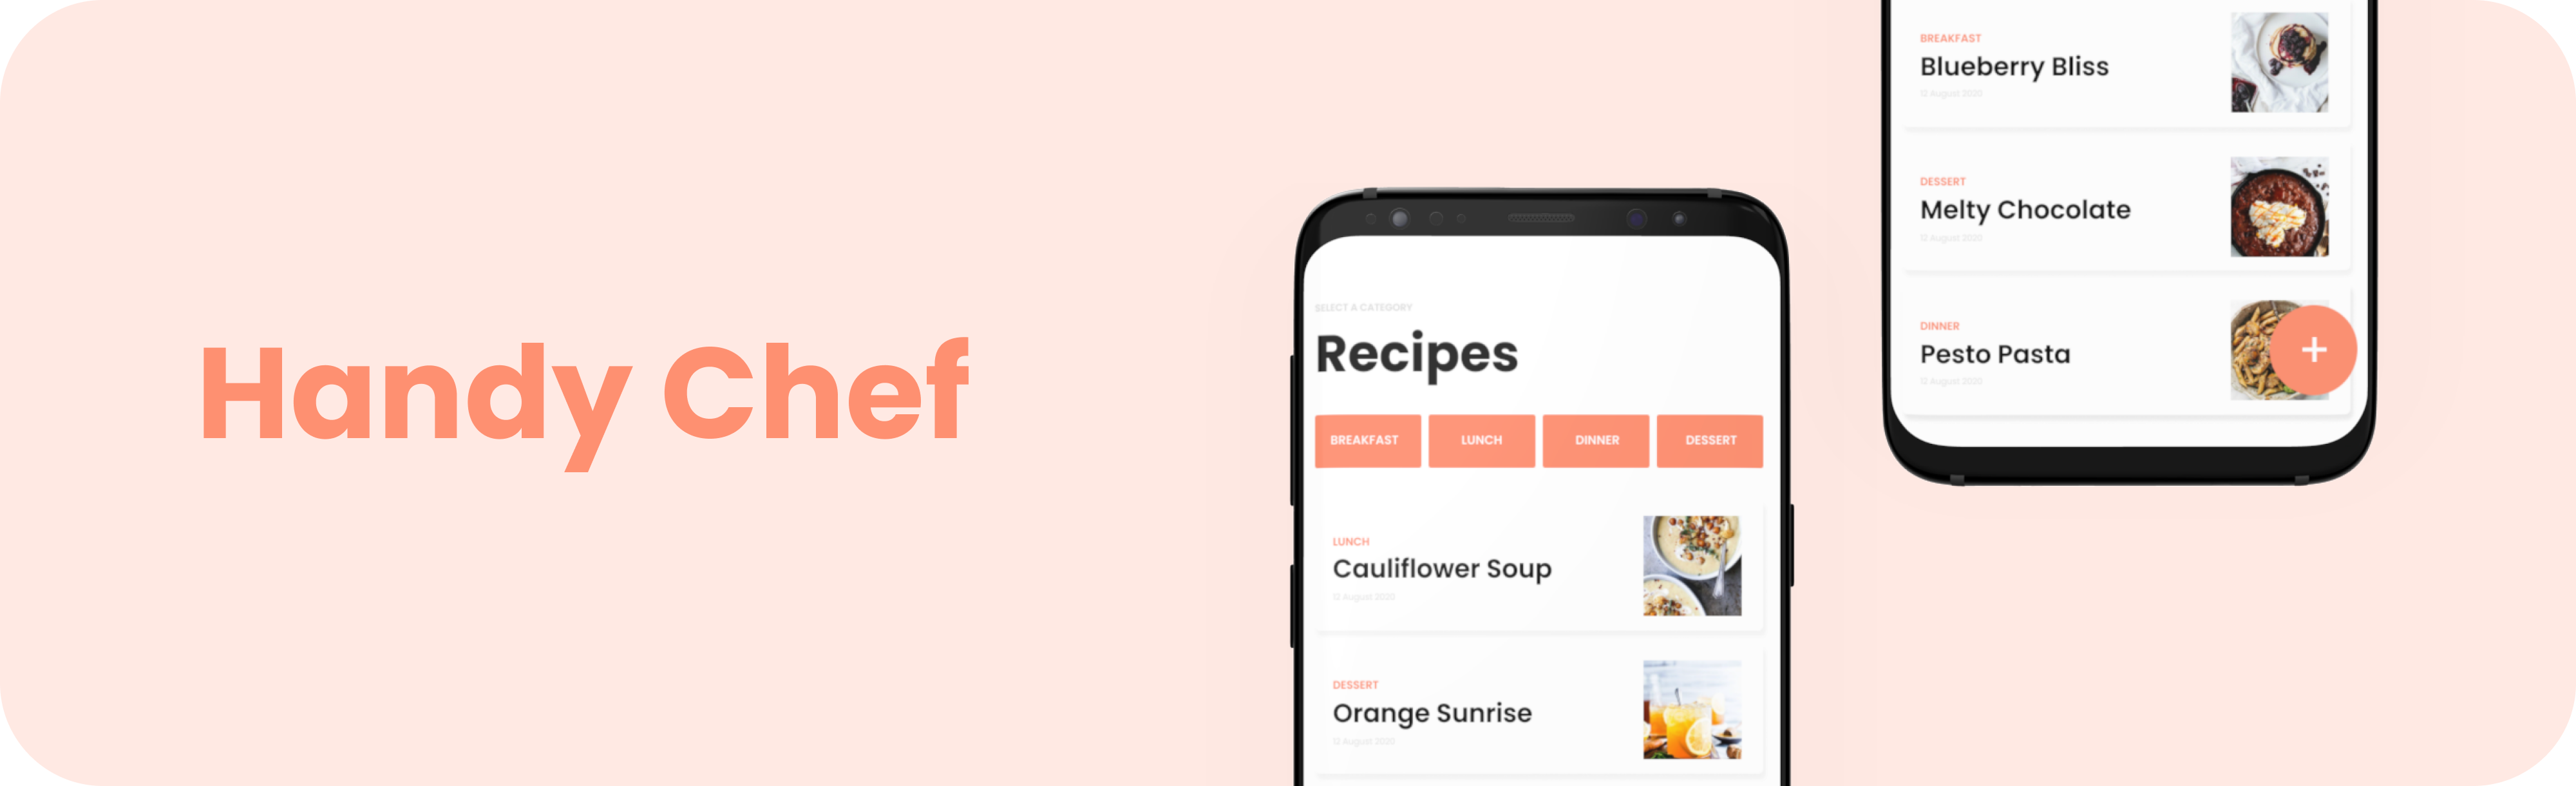 Handy Chef
SELECT A CATEGORY
Recipes
BREAKFAST
LUNCH
DINNER
DESSERT
LUNCH
Cauliflower Soup
12 August 2020
DESSERT
Orange Sunrise
12 August 2020
BREAKFAST
Blueberry Bliss
12 August 2020
DESSERT
Melty Chocolate
12 August 2020
DINNER
Pesto Pasta
12 August 2020
+